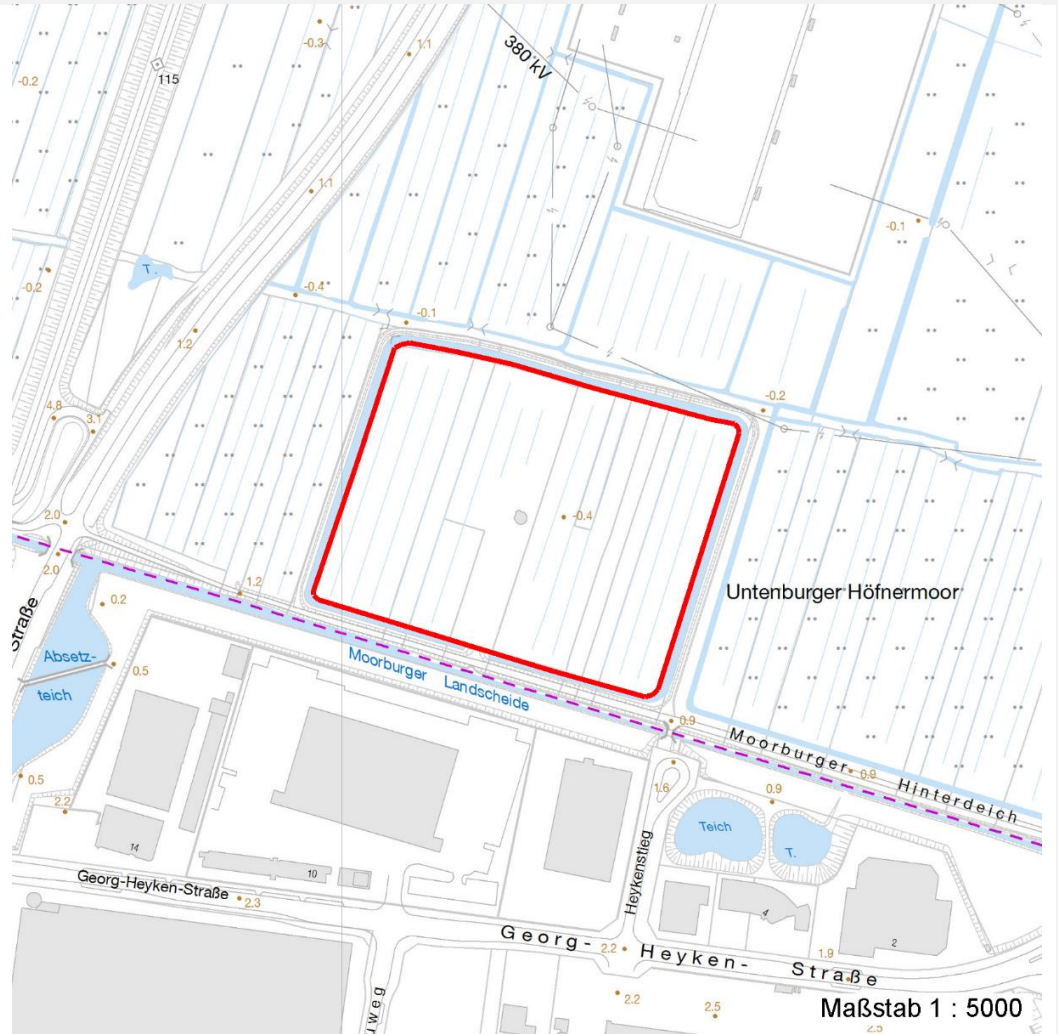 -0.3
1.1
380 kV
115
-0.2
1.1
-0.1
T.
-0.2
-0.4
-0.1
1.2
-0.2
4.8
3.1
-0.4
2.0
2.0
1.2
Untenburger Höfnermoor
0.2
Straße
Absetz-
teich
0.5
Moorburger Landscheide
0.9
Moorburger Hinterdeich
0.9
0.9
1.6
0.5
2.2
Teich
T.
Heykenstieg
14
10
Georg-Heyken-Straße
2.3
4
2
Georg- Heyken- Straße
2.2
1.9
uweg
2.2
2.5
Maßstab 1 : 5000
2.5